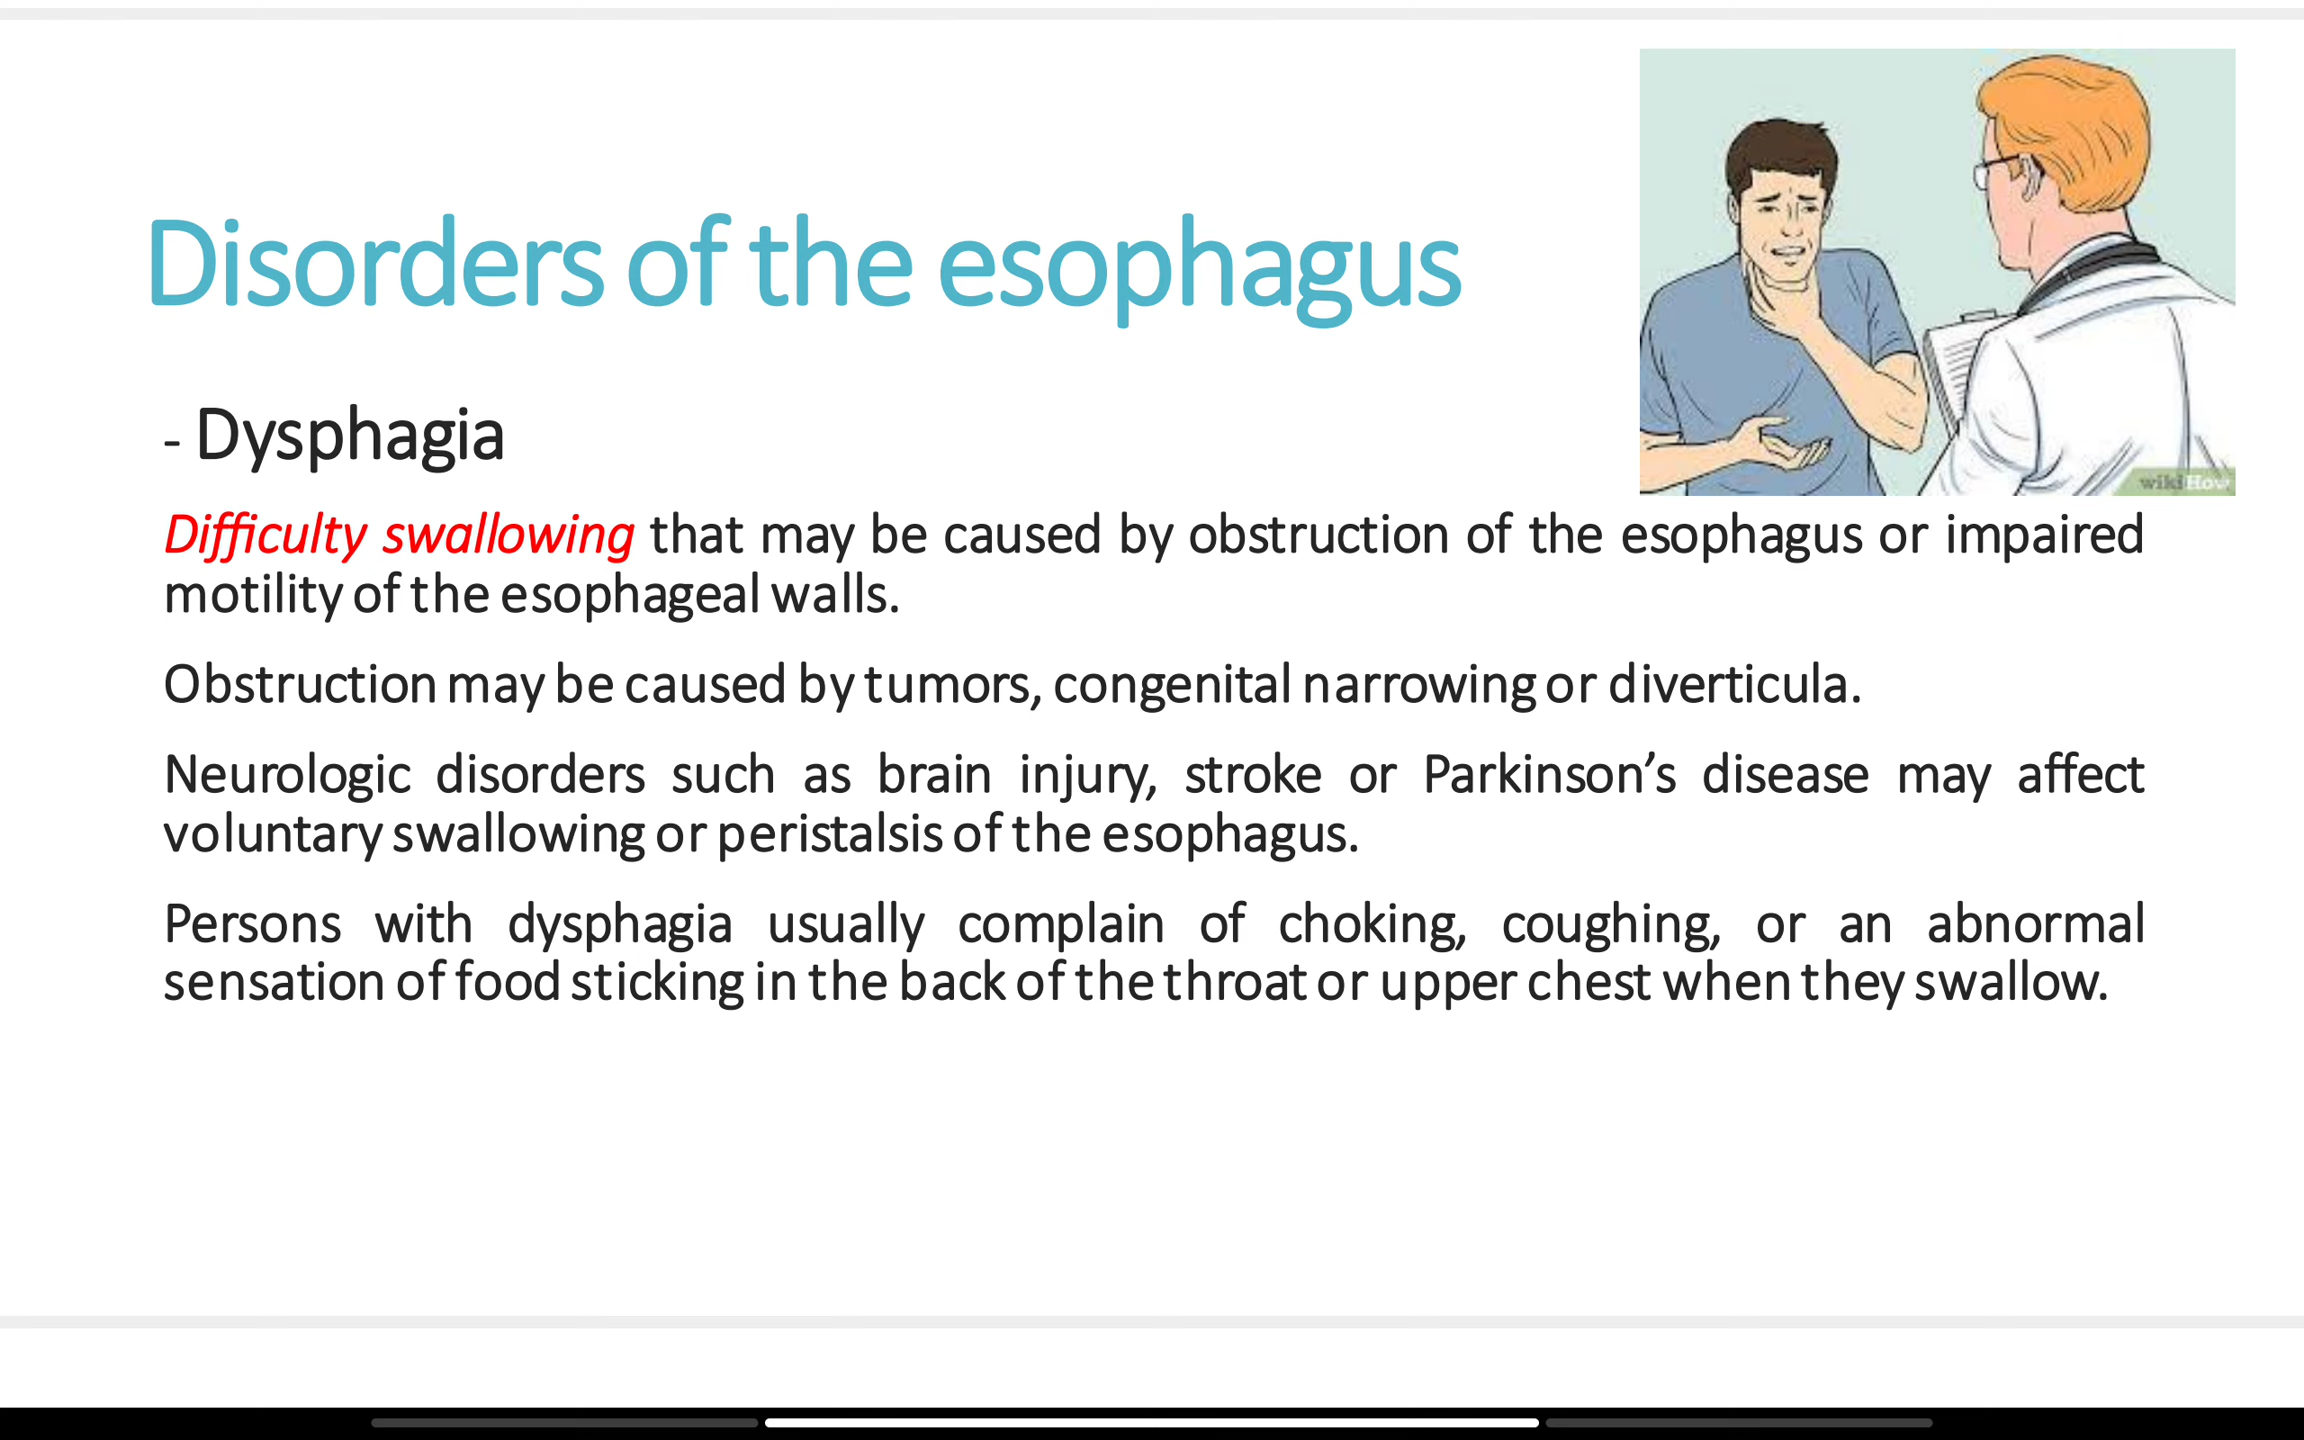 Disorders of the esophagus
- Dysphagia
Difficulty swallowing that may be caused by obstruction of the esophagus or impaired
motility of the esophageal walls.
Obstruction may be caused by tumors, congenital narrowing or diverticula.
Neurologic disorders such as brain injury, stroke or Parkinson’s disease may affect
voluntary swallowing or peristalsis of the esophagus.
Persons with dysphagia usually complain of choking, coughing, or an abnormal
sensation of food sticking in the back of the throat or upper chest when they swallow.
wikiHow